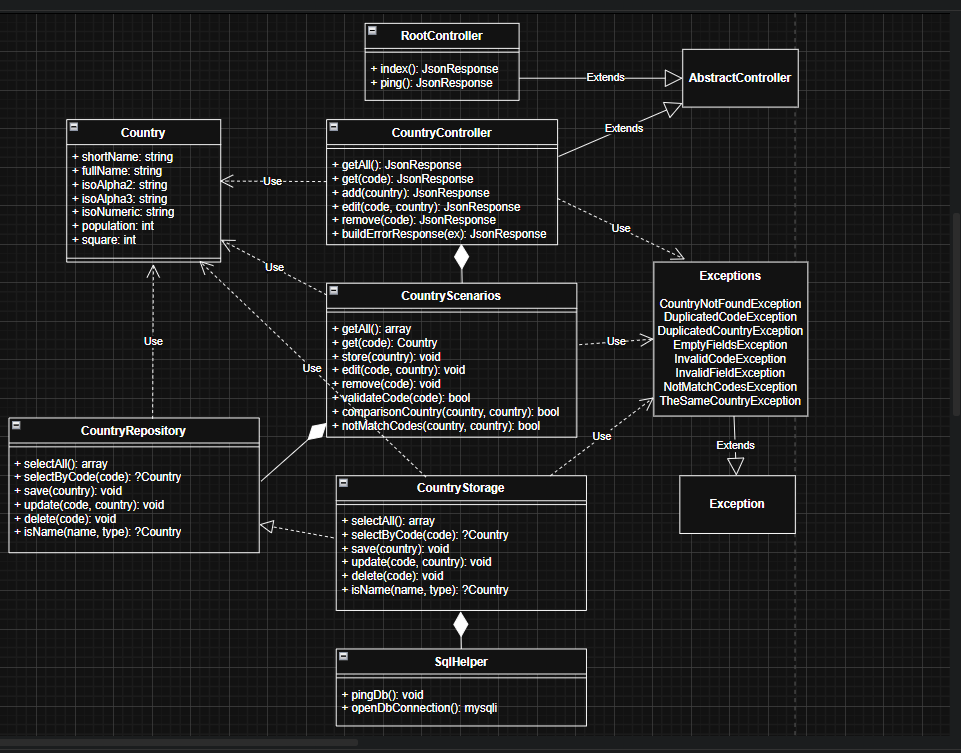 RootController
+ index(): JsonResponse
+ ping(): JsonResponse
Extends
AbstractController
Extends
Country
+ shortName: string
+ fullName: string
+ isoAlpha2: string
+ isoAlpha3: string
+ isoNumeric: string
+ population: int
+ square: int
Use
CountryController
+ getAll(): JsonResponse
+ get(code): JsonResponse
+ add(country): JsonResponse
+ edit(code, country): JsonResponse
+ remove(code): JsonResponse
+ buildErrorResponse(ex): JsonResponse
Use
Use
CountryScenarios
+ getAll(): array
+ get(code): Country
+ store(country): void
+ edit(code, country): void
+ remove(code): void
+ validateCode(code): bool
+ comparisonCountry(country, country): bool
+ notMatchCodes(country, country): bool
Use
Exceptions
CountryNotFoundException
DuplicatedCodeException
DuplicatedCountryException
EmptyFieldsException
InvalidCodeException
InvalidFieldException
NotMatchCodesException
TheSameCountryException
Use
Use
Use
Extends
Exception
CountryRepository
+ selectAll(): array
+ selectByCode(code): ?Country
+ save(country): void
+ update(code, country): void
+ delete(code): void
+ isName(name, type): ?Country
CountryStorage
+ selectAll(): array
+ selectByCode(code): ?Country
+ save(country): void
+ update(code, country): void
+ delete(code): void
+ isName(name, type): ?Country
SqlHelper
+ pingDb(): void
+ openDbConnection(): mysqli